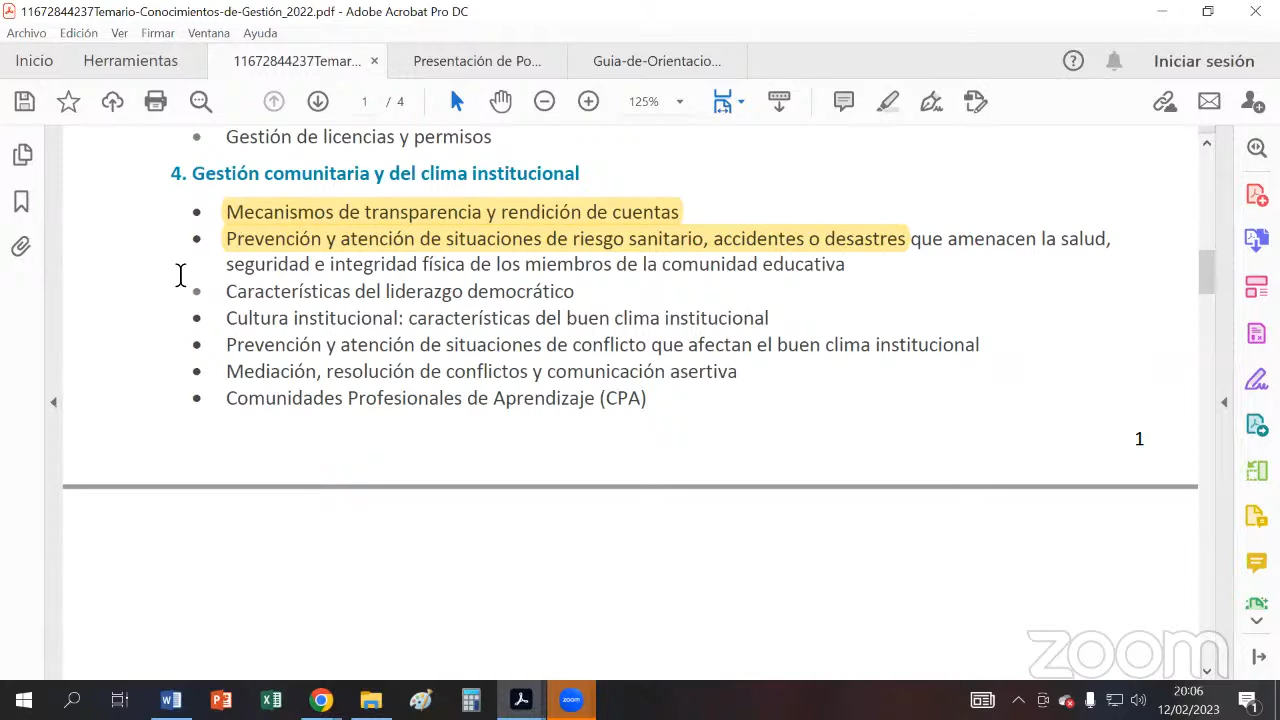 11672844237Temario-Conocimientos-de-Gestión_2022.pdf - Adobe Acrobat Pro DC
Archivo Edición Ver Firmar Ventana Ayuda
Inicio Herramientas 11672844237Temar... × Presentación de Po... Guia-de-Orientacio... Iniciar sesión
1 / 4 125%
• Gestión de licencias y permisos
4. Gestión comunitaria y del clima institucional
• Mecanismos de transparencia y rendición de cuentas
• Prevención y atención de situaciones de riesgo sanitario, accidentes o desastres que amenacen la salud,
seguridad e integridad física de los miembros de la comunidad educativa
• Características del liderazgo democrático
• Cultura institucional: características del buen clima institucional
• Prevención y atención de situaciones de conflicto que afectan el buen clima institucional
• Mediación, resolución de conflictos y comunicación asertiva
• Comunidades Profesionales de Aprendizaje (CPA)
1
zoom
zoom
20:06
12/02/2023
1